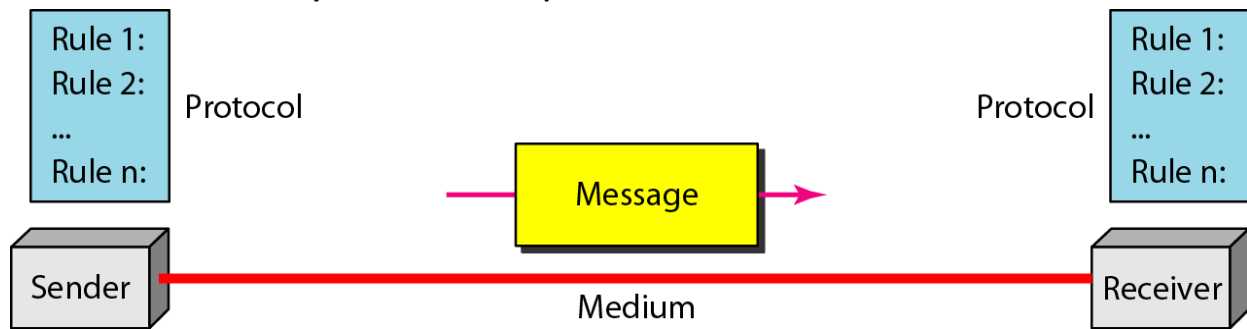 Rule 1:
Rule 2:
...
Rule n:
Protocol
Message
Protocol
Rule 1:
Rule 2:
...
Rule n:
Sender
Medium
Receiver